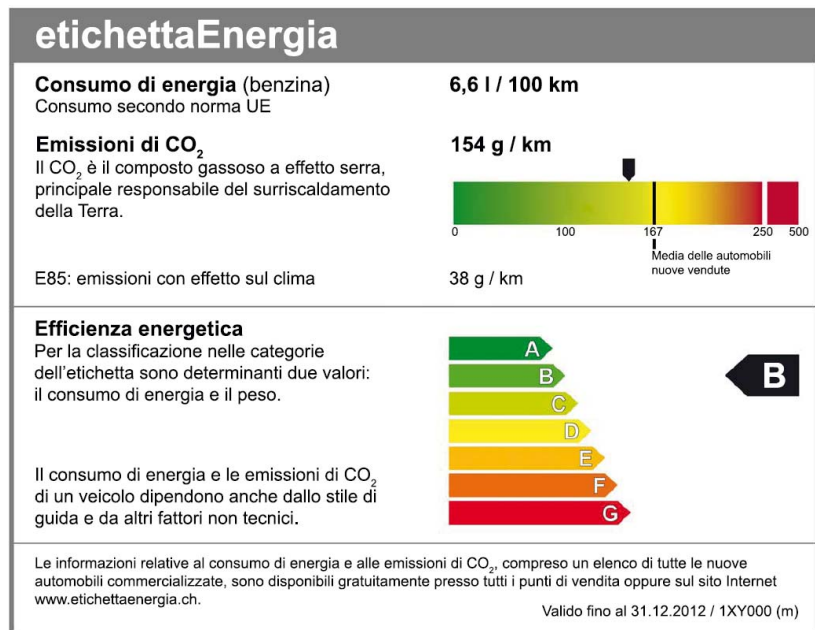 etichettaEnergia
Consumo di energia (benzina) 6,6 l / 100 km
Consumo secondo norma UE
Emissioni di CO₂ 154 g / km
Il CO₂ è il composto gassoso a effetto serra,
principale responsabile del surriscaldamento
della Terra.
0 100 167 250 500
Media delle automobili
nuove vendute
E85: emissioni con effetto sul clima 38 g / km
Efficienza energetica
Per la classificazione nelle categorie
dell'etichetta sono determinanti due valori:
il consumo di energia e il peso.
A
B
C
D
E
F
G
B
Il consumo di energia e le emissioni di CO₂
di un veicolo dipendono anche dallo stile di
guida e da altri fattori non tecnici.
Le informazioni relative al consumo di energia e alle emissioni di CO₂, compreso un elenco di tutte le nuove
automobili commercializzate, sono disponibili gratuitamente presso tutti i punti di vendita oppure sul sito Internet
www.etichettaenergia.ch.
Valido fino al 31.12.2012 / 1XY000 (m)